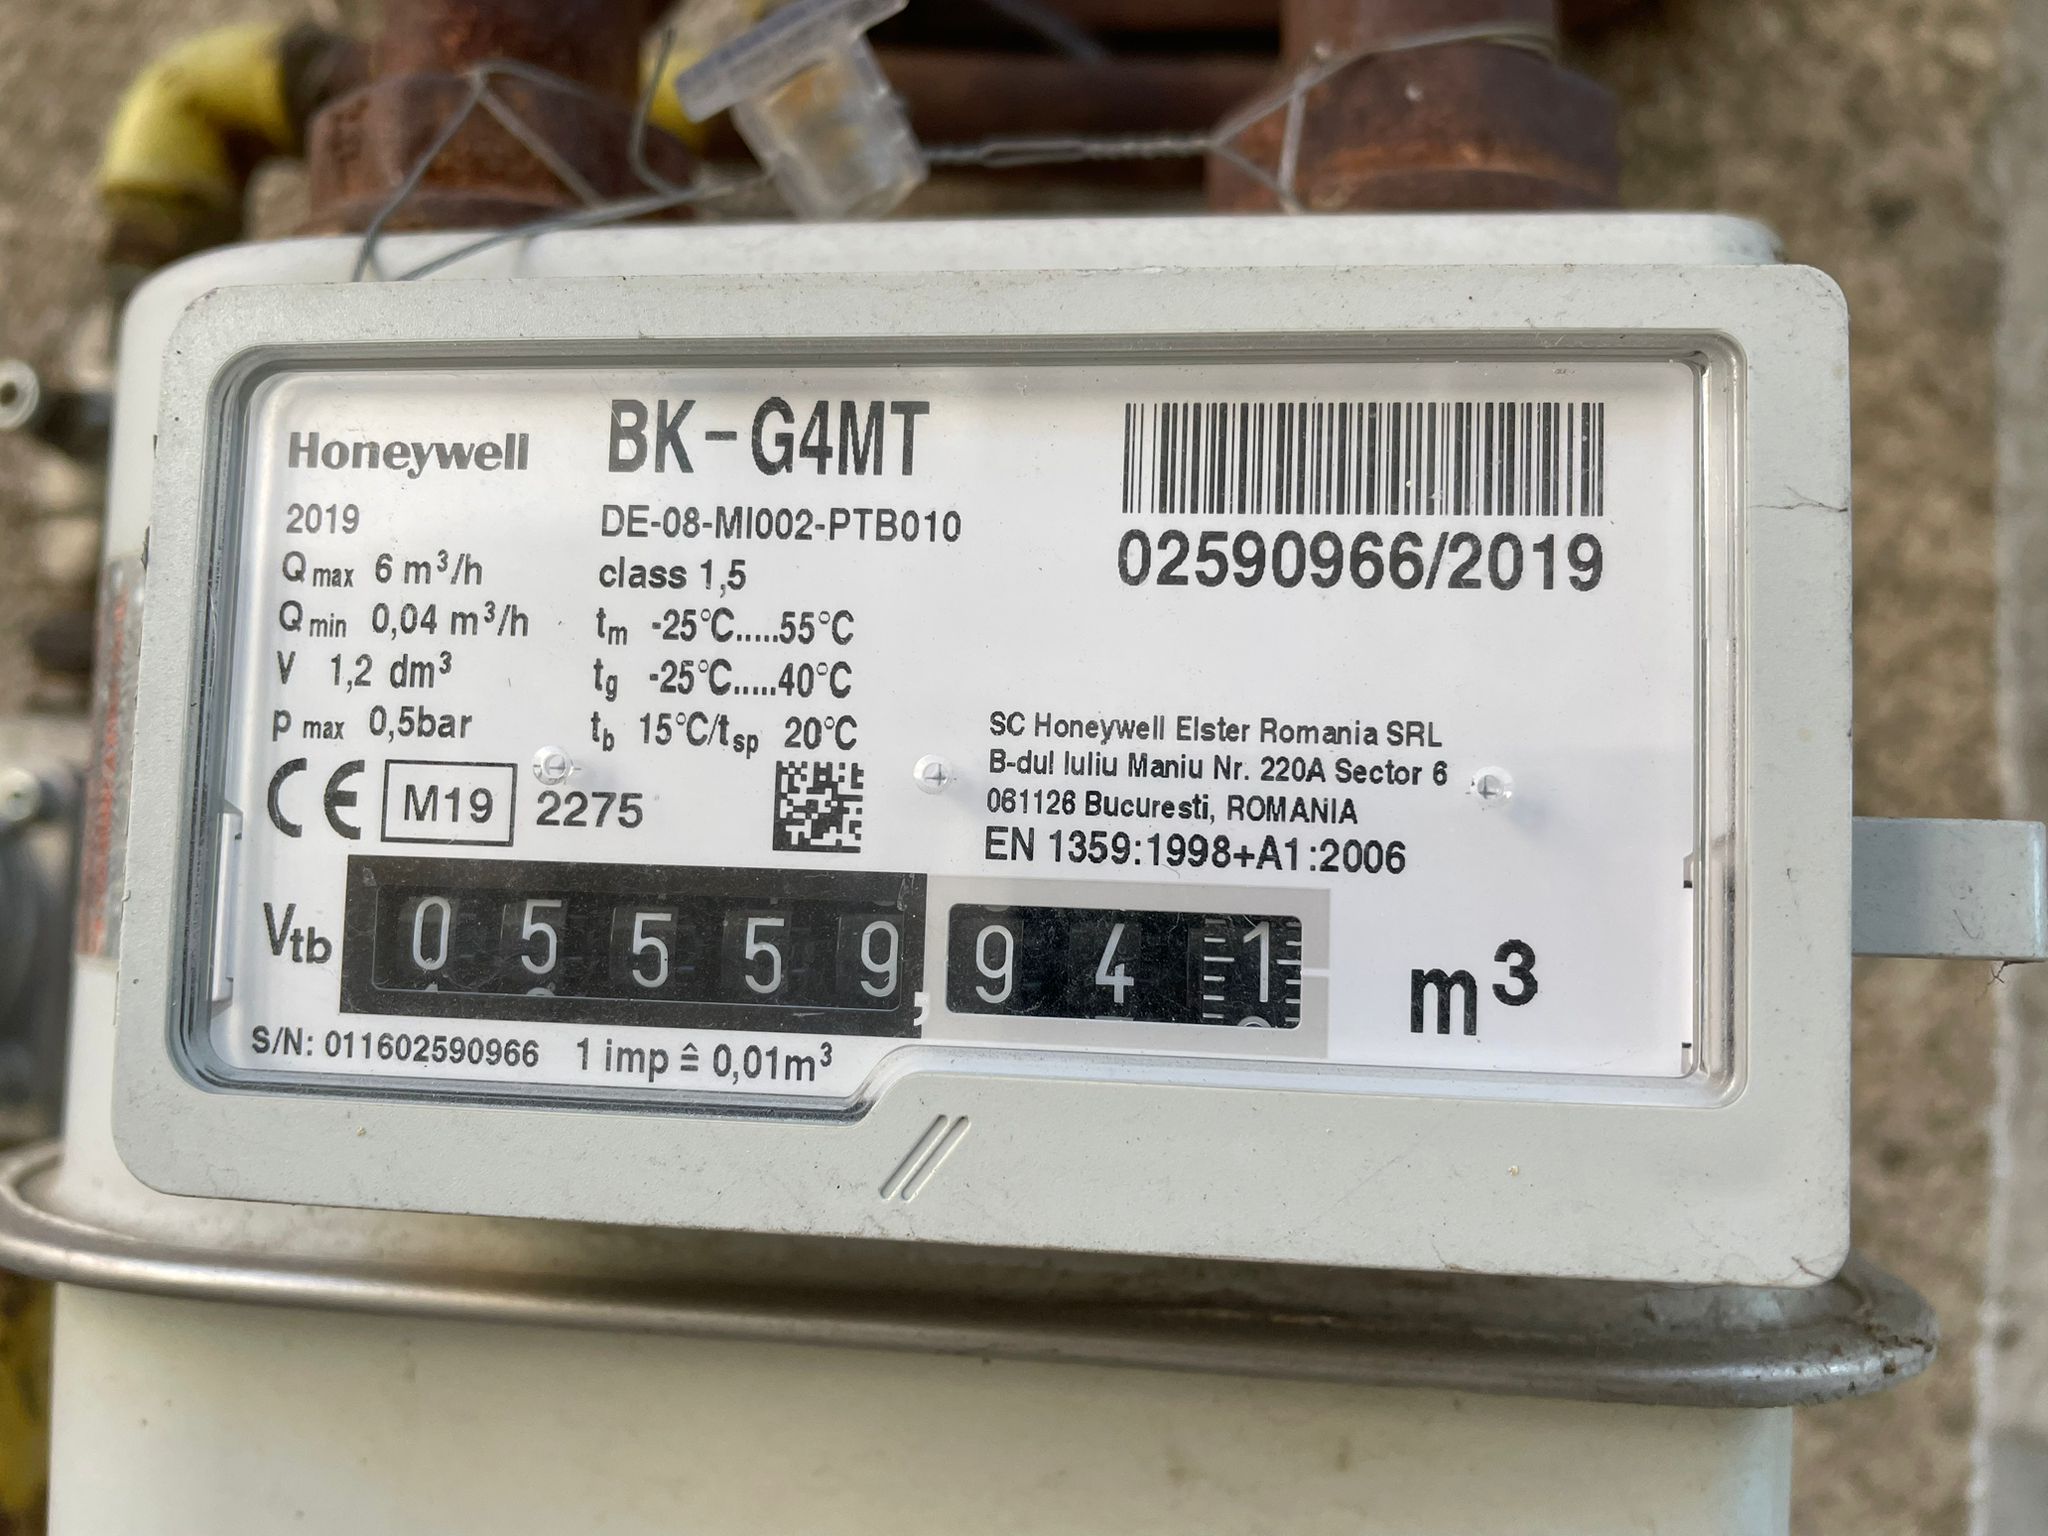 Honeywell BK-G4MT
2019 DE-08-MI002-PTB010
02590966/2019
Qmax 6 m³/h class 1,5
Qmin 0,04 m³/h tm -25°C.....55°C
V 1,2 dm³ tg -25°C.....40°C
pmax 0,5bar tb 15°C/tsp 20°C
SC Honeywell Elster Romania SRL
B-dul Iuliu Maniu Nr. 220A Sector 6
061126 Bucuresti, ROMANIA
CE M19 2275
EN 1359:1998+A1:2006
Vtb 05559,941 m³
S/N: 011602590966 1 imp ≙ 0,01m³